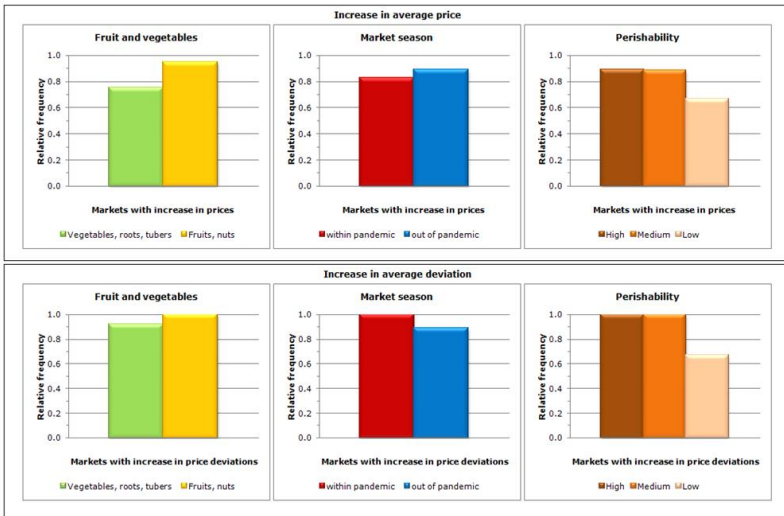 Increase in average price
Fruit and vegetables
Relative frequency
1.0
0.8
0.6
0.4
0.2
0.0
Markets with increase in prices
Vegetables, roots, tubers Fruits, nuts
Market season
Relative frequency
1.0
0.8
0.6
0.4
0.2
0.0
Markets with increase in prices
within pandemic out of pandemic
Perishability
Relative frequency
1.0
0.8
0.6
0.4
0.2
0.0
Markets with increase in prices
High Medium Low
Increase in average deviation
Fruit and vegetables
Relative frequency
1.0
0.8
0.6
0.4
0.2
0.0
Markets with increase in price deviations
Vegetables, roots, tubers Fruits, nuts
Market season
Relative frequency
1.0
0.8
0.6
0.4
0.2
0.0
Markets with increase in price deviations
within pandemic out of pandemic
Perishability
Relative frequency
1.0
0.8
0.6
0.4
0.2
0.0
Markets with increase in price deviations
High Medium Low